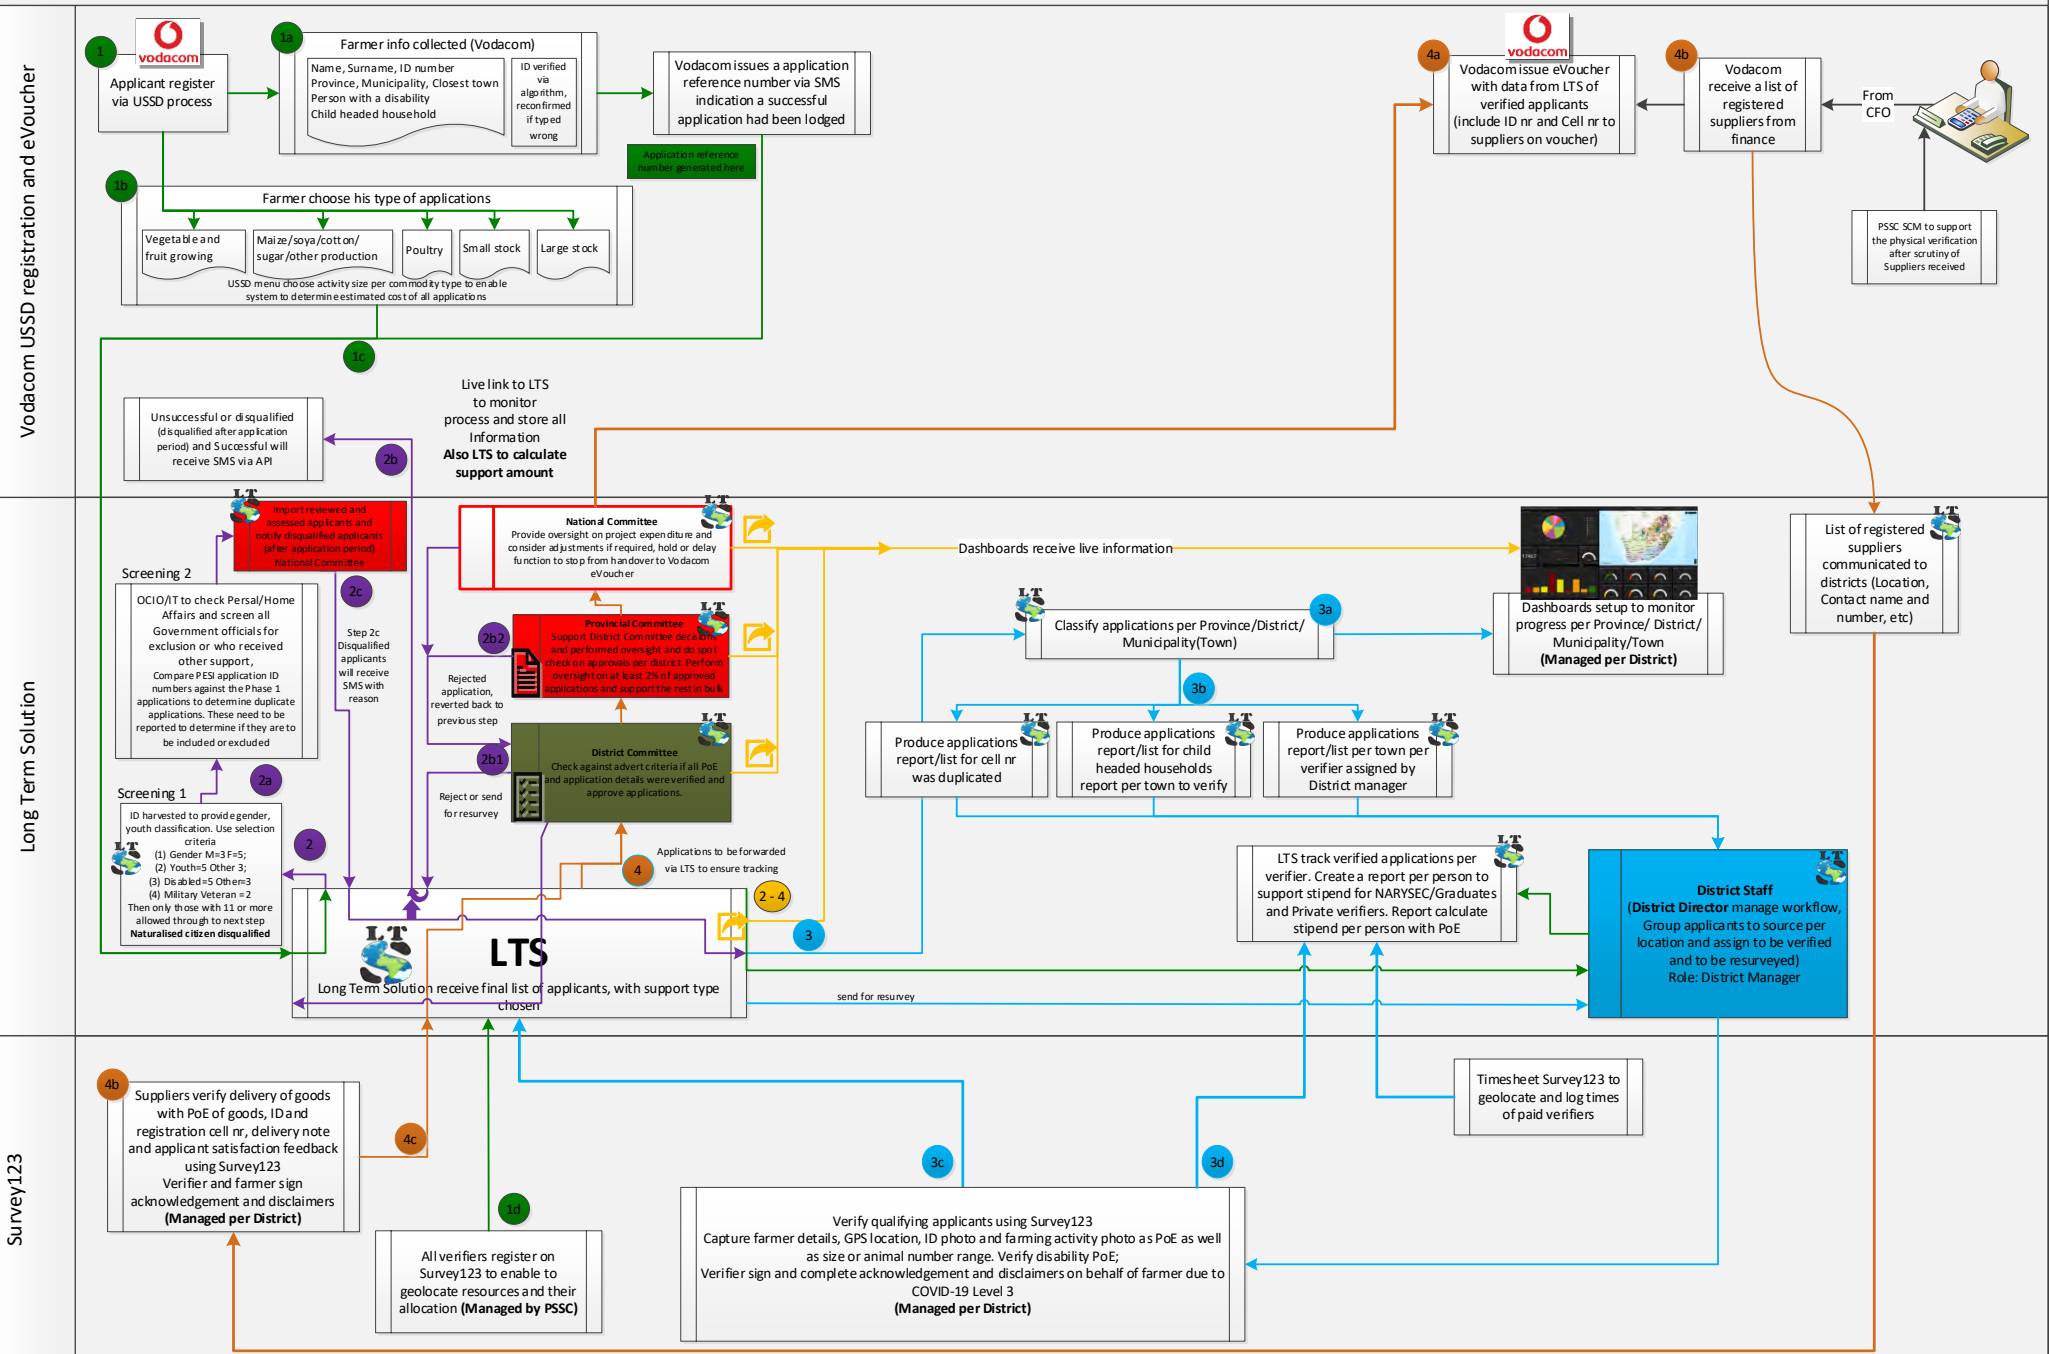 Vodacom USSD registration and eVoucher
1
vodacom
Applicant register
via USSD process
1a
Farmer info collected (Vodacom)
Name, Surname, ID number
Province, Municipality, Closest town
Person with a disability
Child headed household
ID verified
via
algorithm,
reconfirmed
if typed
wrong
Vodacom issues a application
reference number via SMS
indication a successful
application had been lodged
Application reference
number generated here
1b
Farmer choose his type of applications
Vegetable and
fruit growing
Maize/soya/cotton/
sugar/other production
Poultry
Small stock
Large stock
USSD menu choose activity size per commodity type to enable
system to determine estimated cost of all applications
1c
4a
vodacom
Vodacom issue eVoucher
with data from LTS of
verified applicants
(include ID nr and Cell nr to
suppliers on voucher)
4b
Vodacom
receive a list of
registered
suppliers from
finance
From
CFO
PSSC SCM to support
the physical verification
after scrutiny of
Suppliers received
Unsuccessful or disqualified
(disqualified after application
period) and Successful will
receive SMS via API
2b
Live link to LTS
to monitor
process and store all
Information
Also LTS to calculate
support amount
Long Term Solution
LT
Import reviewed and
assessed applicants and
notify disqualified applicants
(after application period)
National Committee
Screening 2
OCIO/IT to check Persal/Home
Affairs and screen all
Government officials for
exclusion or who received
other support,
Compare PESI application ID
numbers against the Phase 1
applications to determine duplicate
applications. These need to be
reported to determine if they are to
be included or excluded
2c
Step 2c
Disqualified
applicants
will receive
SMS with
reason
2a
Screening 1
ID harvested to provide gender,
youth classification. Use selection
criteria
(1) Gender M=3 F=5;
(2) Youth=5 Other 3;
(3) Disabled=5 Other=3
(4) Military Veteran =2
Then only those with 11 or more
allowed through to next step
Naturalised citizen disqualified
LT
2
LT
National Committee
Provide oversight on project expenditure and
consider adjustments if required, hold or delay
function to stop from handover to Vodacom
eVoucher
2b2
LT
Provincial Committee
Support District Committee decisions
and performed oversight and do spot
check on approvals per district. Perform
oversight on at least 2% of approved
applications and support the rest in bulk
Rejected
application,
reverted back to
previous step
2b1
LT
District Committee
Check against advert criteria if all PoE
and application details were verified and
approve applications.
Reject or send
for resurvey
4
Applications to be forwarded
via LTS to ensure tracking
2 - 4
3
LT
LTS
Long Term Solution receive final list of applicants, with support type
chosen
Dashboards receive live information
Dashboards setup to monitor
progress per Province/ District/
Municipality/Town
(Managed per District)
LT
List of registered
suppliers
communicated to
districts (Location,
Contact name and
number, etc)
LT
3a
Classify applications per Province/District/
Municipality(Town)
3b
LT
Produce applications
report/list for cell nr
was duplicated
LT
Produce applications
report/list for child
headed households
report per town to verify
LT
Produce applications
report/list per town per
verifier assigned by
District manager
LT
LTS track verified applications per
verifier. Create a report per person to
support stipend for NARYSEC/Graduates
and Private verifiers. Report calculate
stipend per person with PoE
LT
District Staff
(District Director manage workflow,
Group applicants to source per
location and assign to be verified
and to be resurveyed)
Role: District Manager
send for resurvey
Survey123
4b
Suppliers verify delivery of goods
with PoE of goods, ID and
registration cell nr, delivery note
and applicant satisfaction feedback
using Survey123
Verifier and farmer sign
acknowledgement and disclaimers
(Managed per District)
4c
1d
All verifiers register on
Survey123 to enable to
geolocate resources and their
allocation (Managed by PSSC)
3c
3d
Verify qualifying applicants using Survey123
Capture farmer details, GPS location, ID photo and farming activity photo as PoE as well
as size or animal number range. Verify disability PoE;
Verifier sign and complete acknowledgement and disclaimers on behalf of farmer due to
COVID-19 Level 3
(Managed per District)
Timesheet Survey123 to
geolocate and log times
of paid verifiers